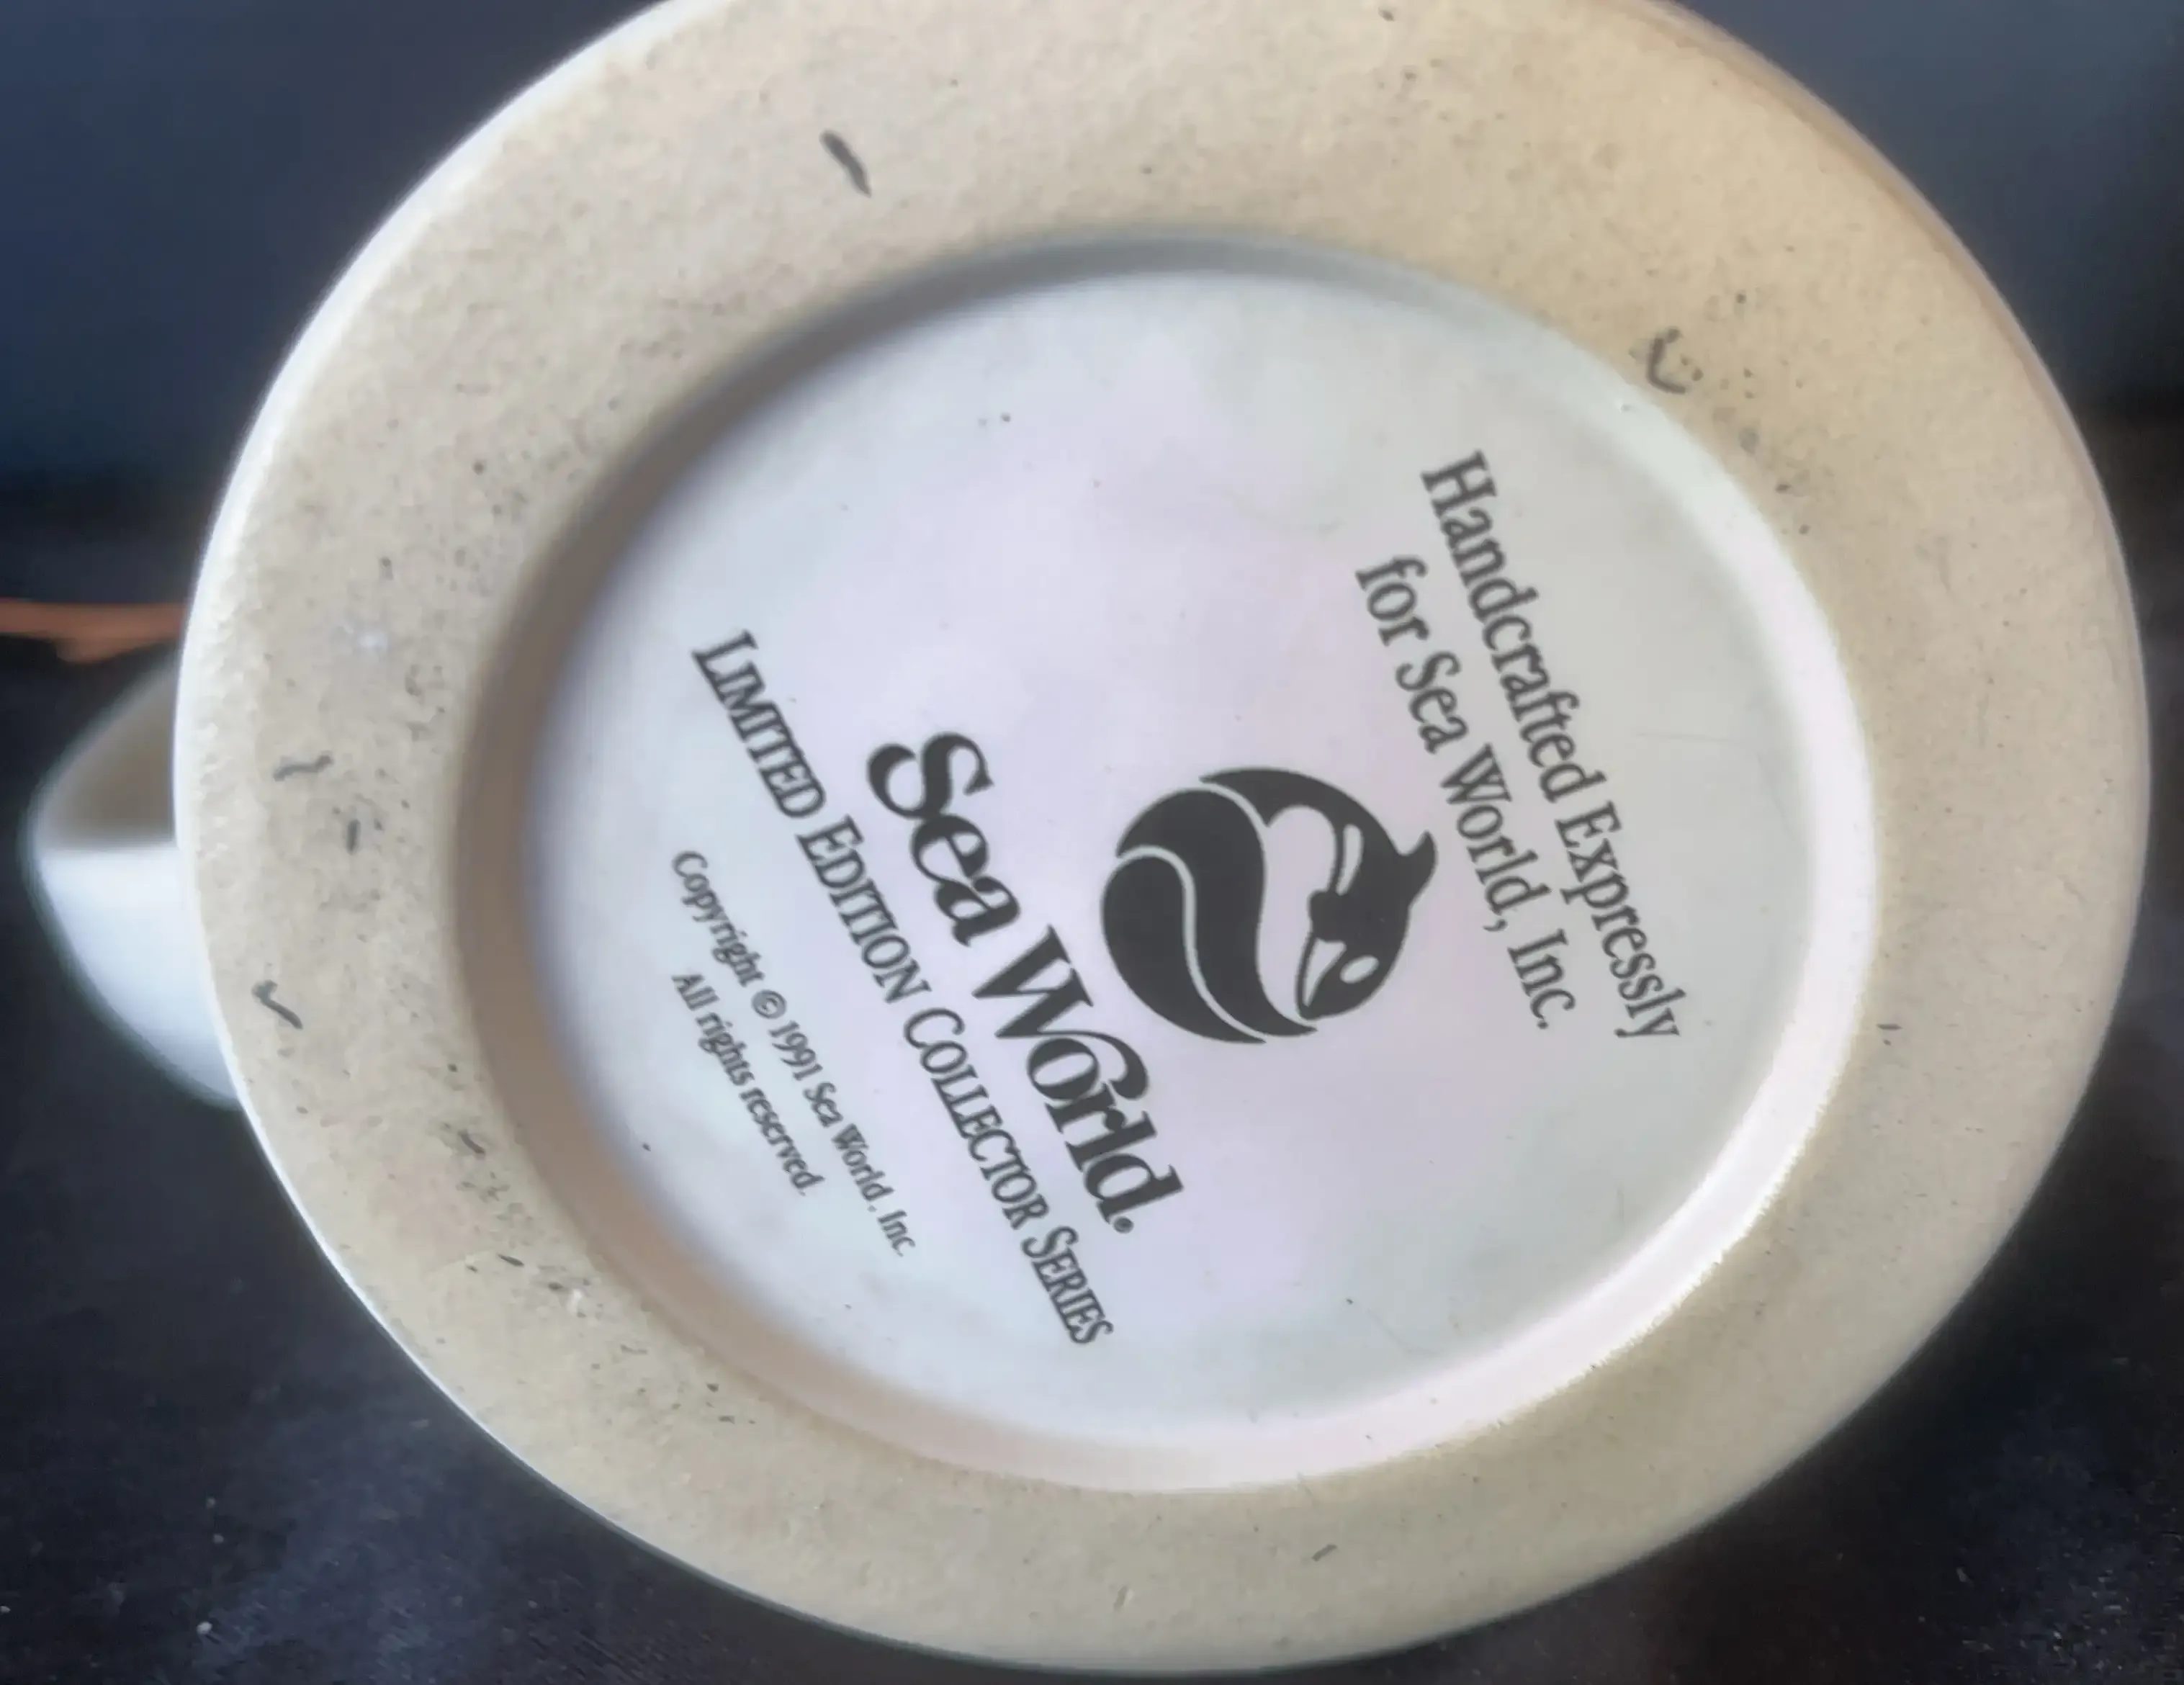 Handcrafted Expressly
for Sea World, Inc.
Sea World®
LIMITED EDITION COLLECTOR SERIES
Copyright © 1991 Sea World, Inc.
All rights reserved.